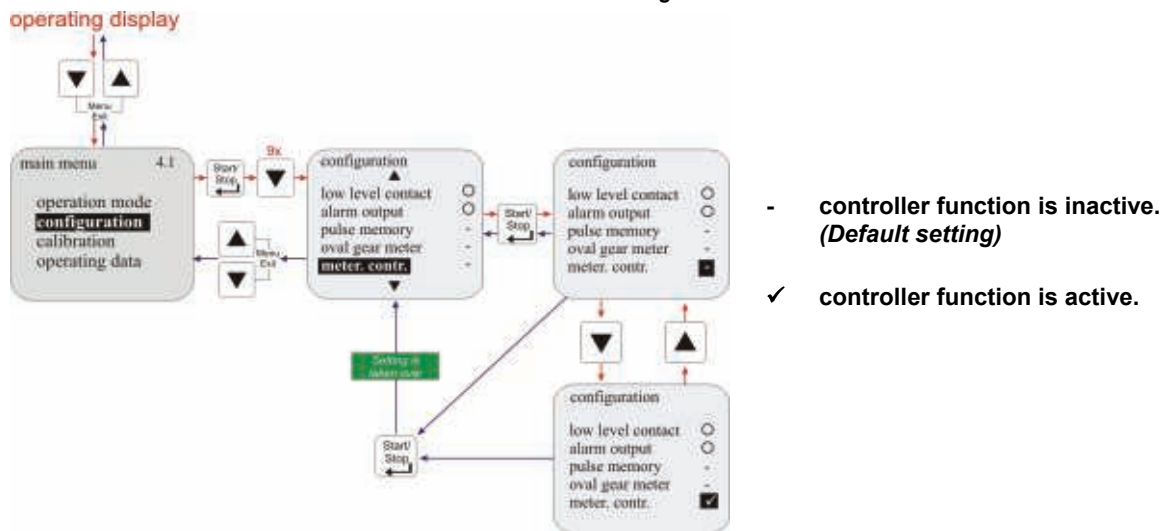 operating display
▼ ▲
Menu
Exit
main menu 4.1
operation mode
configuration
calibration
operating data
Start/
Stop
9x
▼
configuration
▲
low level contact O
alarm output O
pulse memory -
oval gear meter -
meter. contr. -
▼
Start/
Stop
configuration
low level contact O
alarm output O
pulse memory -
oval gear meter -
meter. contr. -
▲
▼
Menu
Exit
- controller function is inactive.
(Default setting)
✓ controller function is active.
▼ ▲
Setting is
taken over
Start/
Stop
configuration
low level contact O
alarm output O
pulse memory -
oval gear meter -
meter. contr. ✓